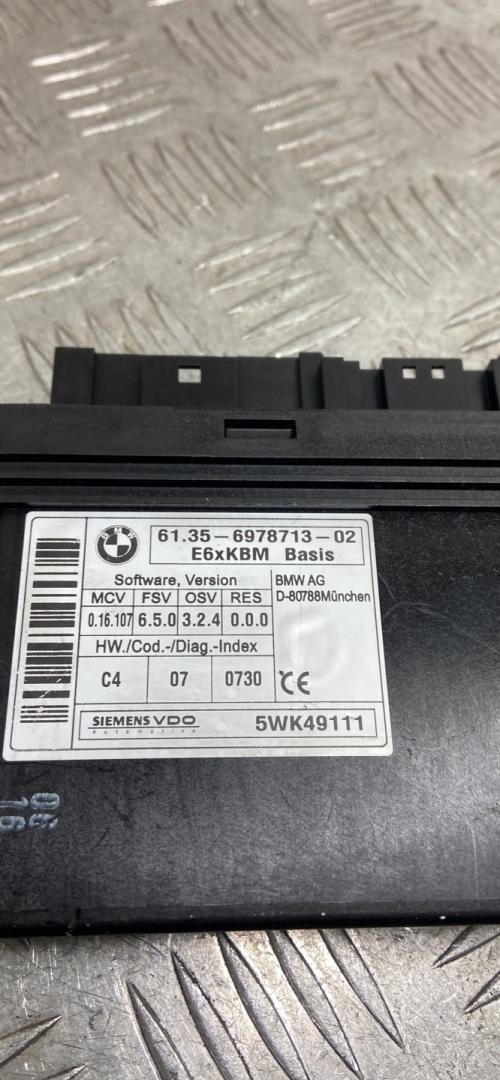 BMW
61.35-6978713-02
E6xKBM Basis
Software, Version
MCV FSV OSV RES
0.16.107 6.5.0 3.2.4 0.0.0
BMW AG
D-80788München
HW./Cod.-/Diag.-Index
C4 07 0730
CE
SIEMENS VDO
Automotive
5WK49111